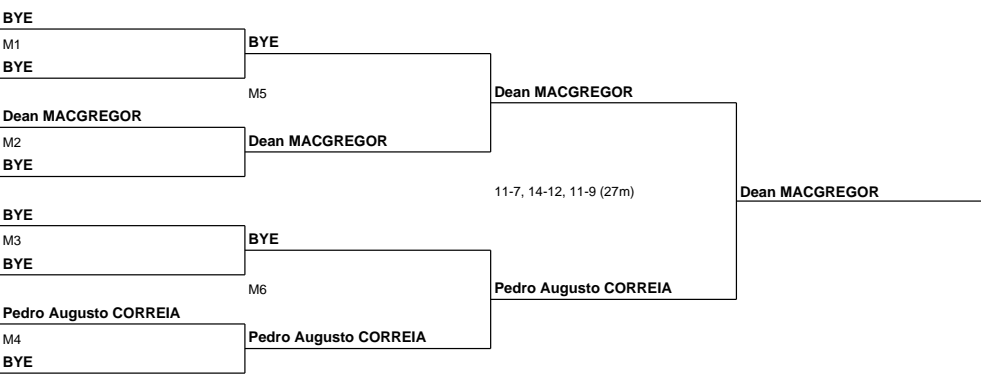 BYE
M1
BYE
BYE
M5
Dean MACGREGOR
Dean MACGREGOR
M2
Dean MACGREGOR
BYE
11-7, 14-12, 11-9 (27m)
Dean MACGREGOR
BYE
M3
BYE
BYE
M6
Pedro Augusto CORREIA
Pedro Augusto CORREIA
M4
Pedro Augusto CORREIA
BYE